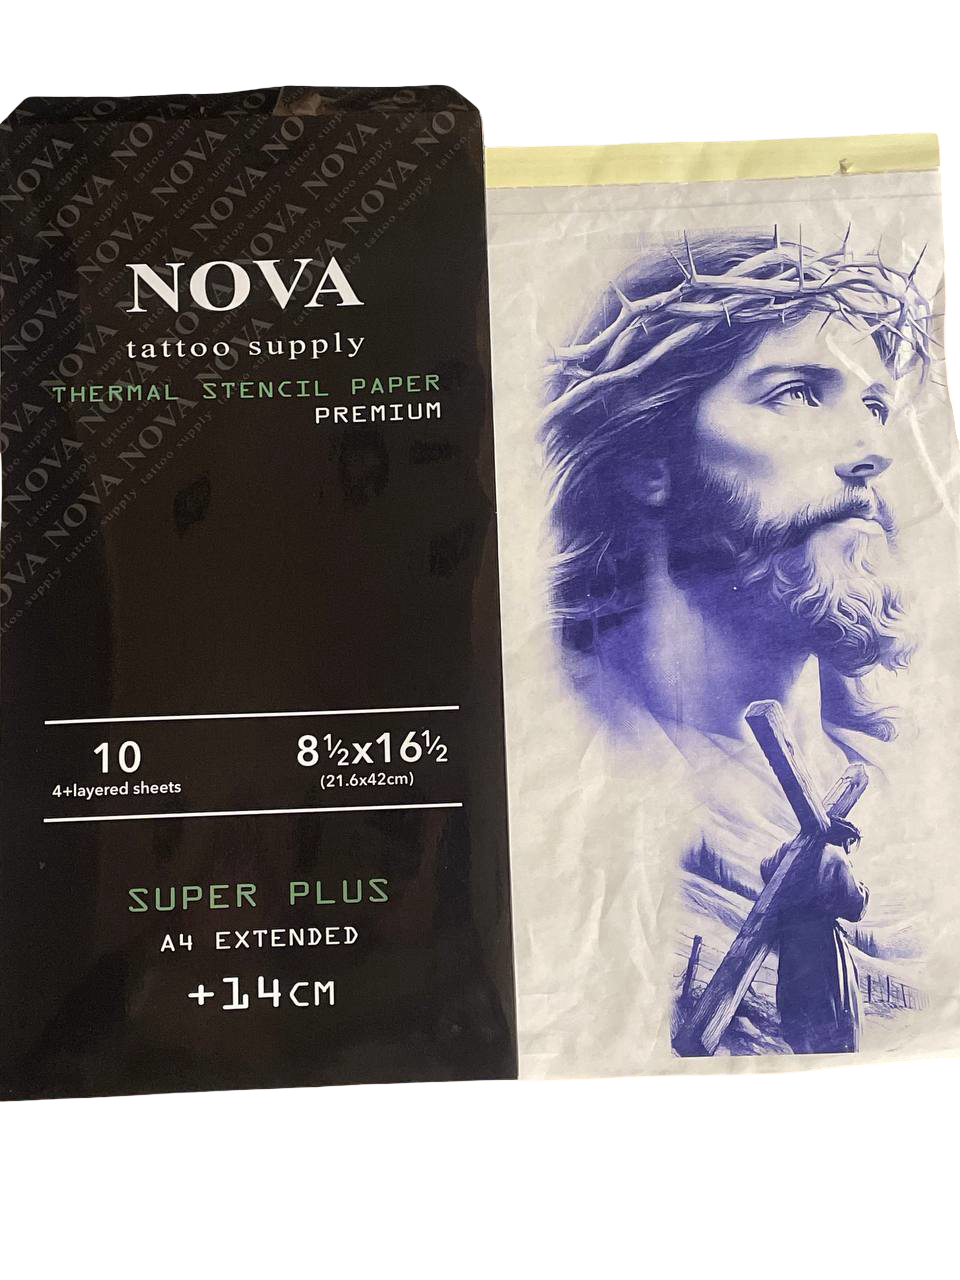 NOVA
tattoo supply
THERMAL STENCIL PAPER
PREMIUM
10
4+layered sheets
8½x16½
(21.6x42cm)
SUPER PLUS
A4 EXTENDED
+14CM